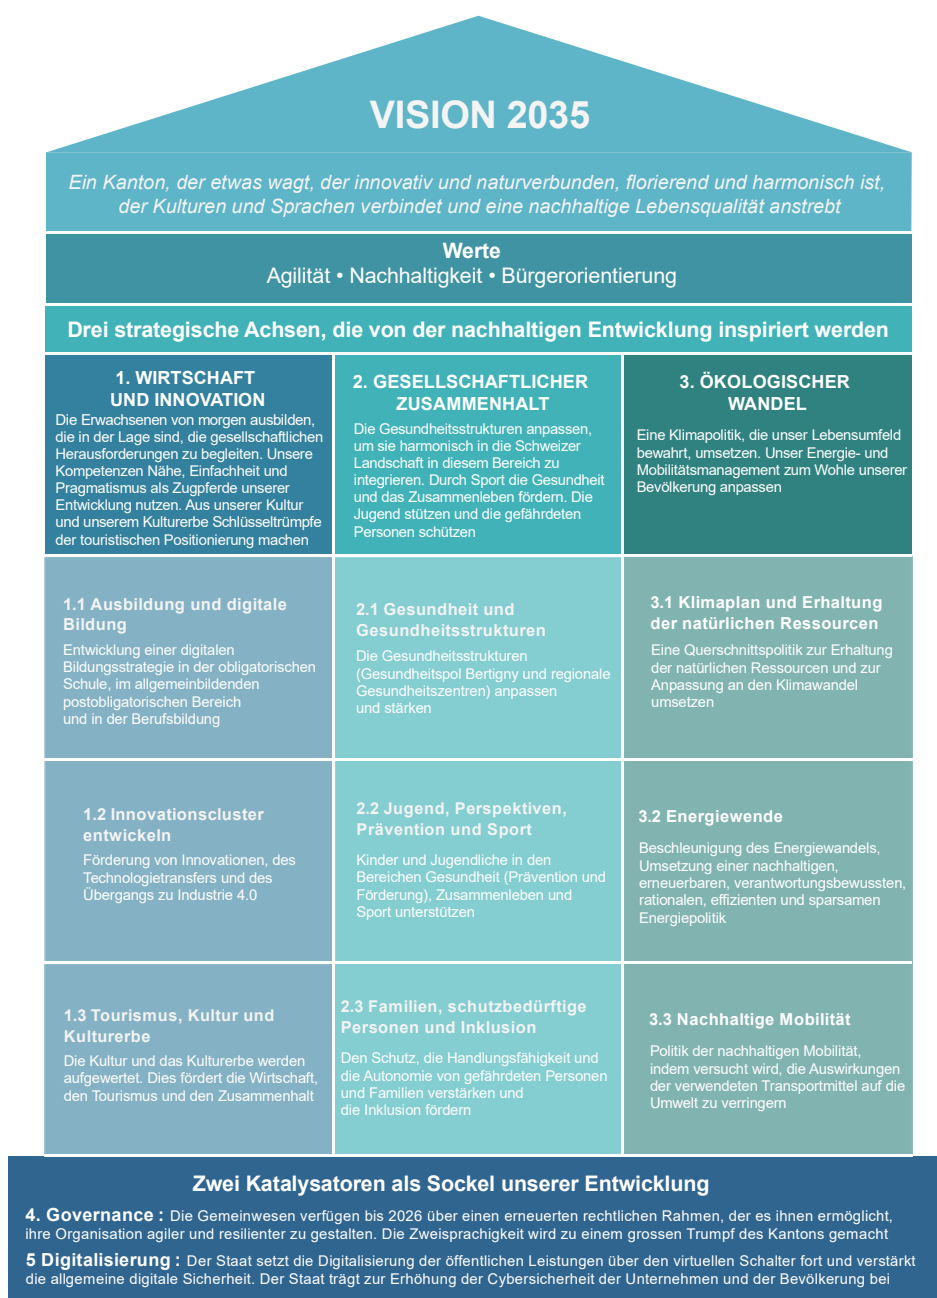 VISION 2035
Ein Kanton, der etwas wagt, der innovativ und naturverbunden, florierend und harmonisch ist,
der Kulturen und Sprachen verbindet und eine nachhaltige Lebensqualität anstrebt
Werte
Agilität • Nachhaltigkeit • Bürgerorientierung
Drei strategische Achsen, die von der nachhaltigen Entwicklung inspiriert werden
1. WIRTSCHAFT
UND INNOVATION
Die Erwachsenen von morgen ausbilden,
die in der Lage sind, die gesellschaftlichen
Herausforderungen zu begleiten. Unsere
Kompetenzen Nähe, Einfachheit und
Pragmatismus als Zugpferde unserer
Entwicklung nutzen. Aus unserer Kultur
und unserem Kulturerbe Schlüsseltrümpfe
der touristischen Positionierung machen
2. GESELLSCHAFTLICHER
ZUSAMMENHALT
Die Gesundheitsstrukturen anpassen,
um sie harmonisch in die Schweizer
Landschaft in diesem Bereich zu
integrieren. Durch Sport die Gesundheit
und das Zusammenleben fördern. Die
Jugend stützen und die gefährdeten
Personen schützen
3. ÖKOLOGISCHER
WANDEL
Eine Klimapolitik, die unser Lebensumfeld
bewahrt, umsetzen. Unser Energie- und
Mobilitätsmanagement zum Wohle unserer
Bevölkerung anpassen
1.1 Ausbildung und digitale
Bildung
Entwicklung einer digitalen
Bildungsstrategie in der obligatorischen
Schule, im allgemeinbildenden
postobligatorischen Bereich
und in der Berufsbildung
2.1 Gesundheit und
Gesundheitsstrukturen
Die Gesundheitsstrukturen
(Gesundheitspol Bertigny und regionale
Gesundheitszentren) anpassen
und stärken
3.1 Klimaplan und Erhaltung
der natürlichen Ressourcen
Eine Querschnittspolitik zur Erhaltung
der natürlichen Ressourcen und zur
Anpassung an den Klimawandel
umsetzen
1.2 Innovationscluster
entwickeln
Förderung von Innovationen, des
Technologietransfers und des
Übergangs zu Industrie 4.0
2.2 Jugend, Perspektiven,
Prävention und Sport
Kinder und Jugendliche in den
Bereichen Gesundheit (Prävention und
Förderung), Zusammenleben und
Sport unterstützen
3.2 Energiewende
Beschleunigung des Energiewandels,
Umsetzung einer nachhaltigen,
erneuerbaren, verantwortungsbewussten,
rationalen, effizienten und sparsamen
Energiepolitik
1.3 Tourismus, Kultur und
Kulturerbe
Die Kultur und das Kulturerbe werden
aufgewertet. Dies fördert die Wirtschaft,
den Tourismus und den Zusammenhalt
2.3 Familien, schutzbedürftige
Personen und Inklusion
Den Schutz, die Handlungsfähigkeit und
die Autonomie von gefährdeten Personen
und Familien verstärken und
die Inklusion fördern
3.3 Nachhaltige Mobilität
Politik der nachhaltigen Mobilität,
indem versucht wird, die Auswirkungen
der verwendeten Transportmittel auf die
Umwelt zu verringern
Zwei Katalysatoren als Sockel unserer Entwicklung
4. Governance : Die Gemeinwesen verfügen bis 2026 über einen erneuerten rechtlichen Rahmen, der es ihnen ermöglicht,
ihre Organisation agiler und resilienter zu gestalten. Die Zweisprachigkeit wird zu einem grossen Trumpf des Kantons gemacht
5 Digitalisierung : Der Staat setzt die Digitalisierung der öffentlichen Leistungen über den virtuellen Schalter fort und verstärkt
die allgemeine digitale Sicherheit. Der Staat trägt zur Erhöhung der Cybersicherheit der Unternehmen und der Bevölkerung bei